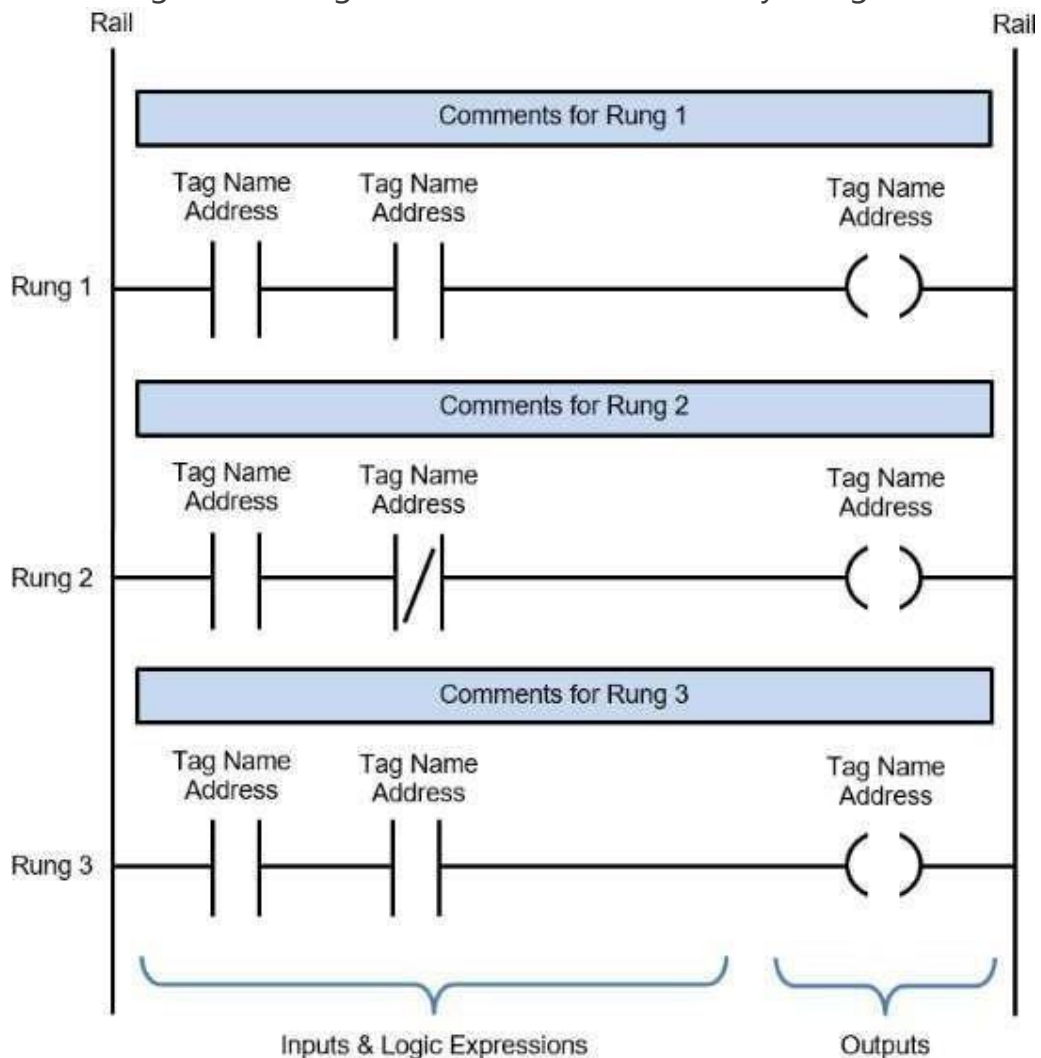 Rail
Rail
Comments for Rung 1
Tag Name
Address
Tag Name
Address
Tag Name
Address
Rung 1
Comments for Rung 2
Tag Name
Address
Tag Name
Address
Tag Name
Address
Rung 2
Comments for Rung 3
Tag Name
Address
Tag Name
Address
Tag Name
Address
Rung 3
Inputs & Logic Expressions
Outputs